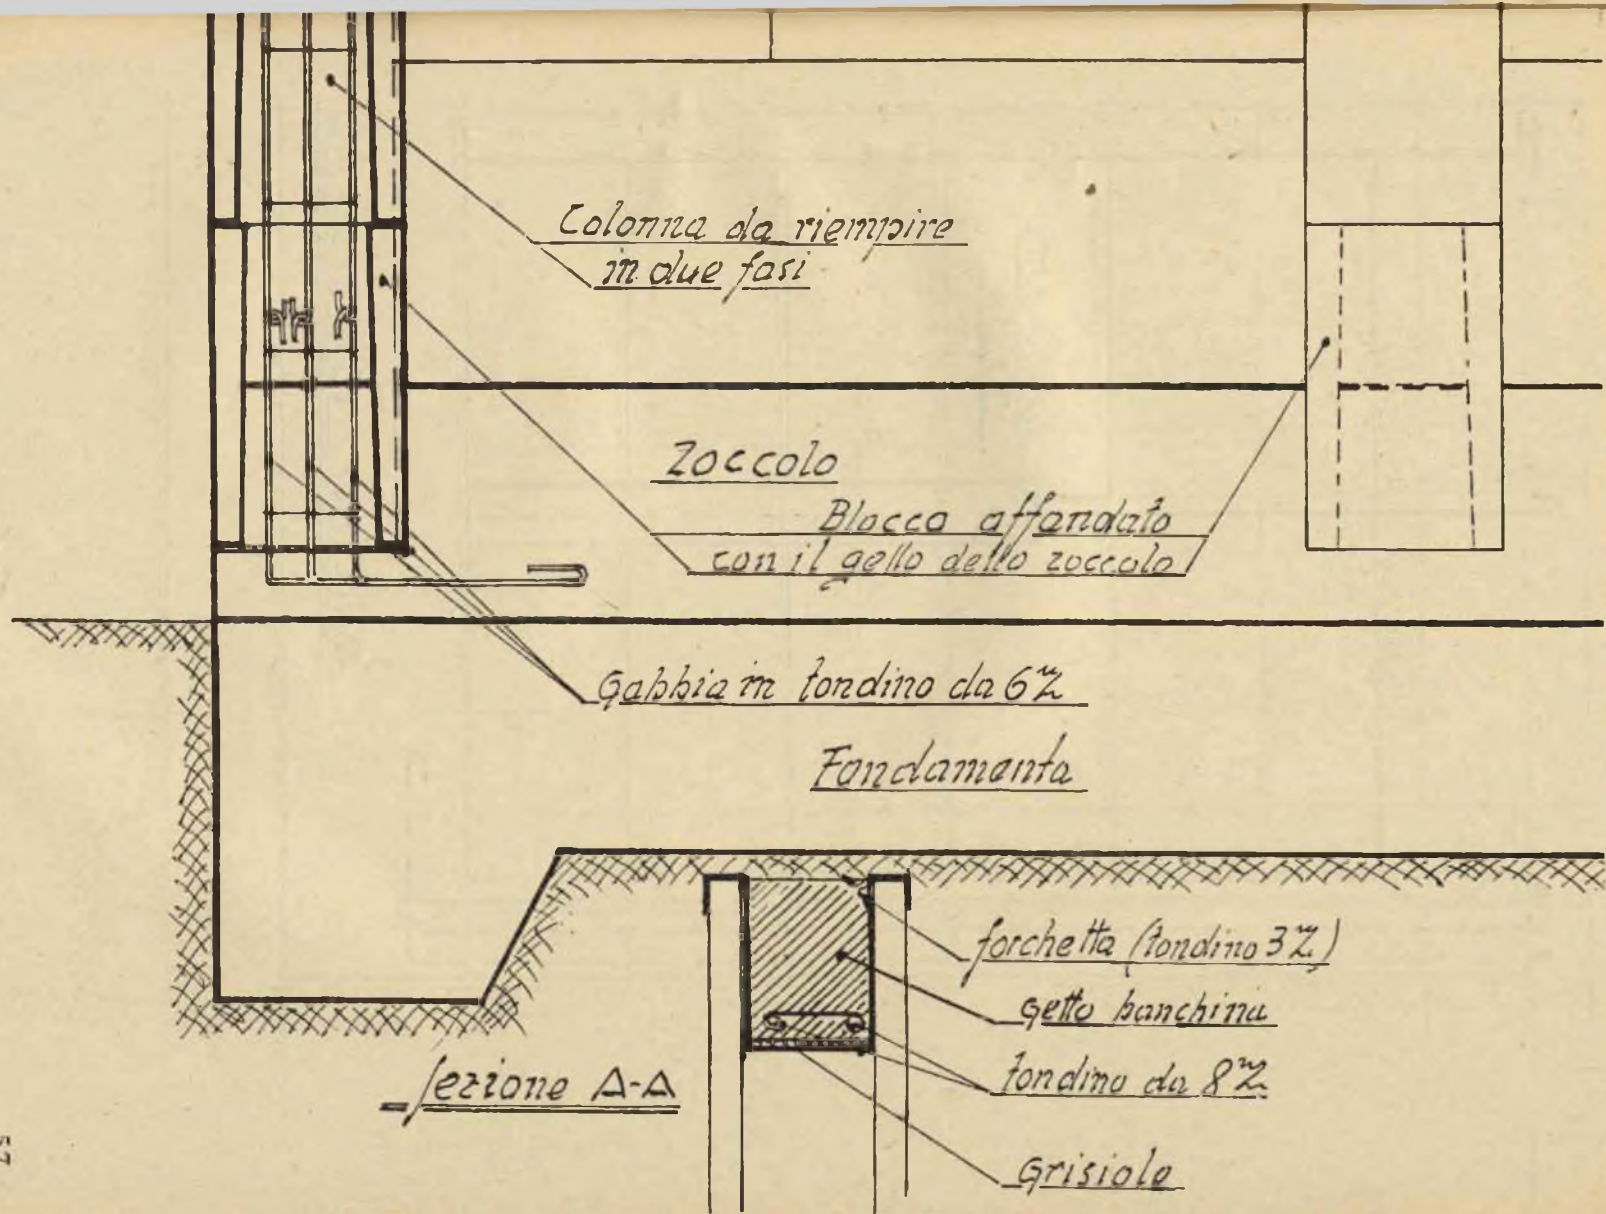 Colonna da riempire
in due fasi
Zoccolo
Blocco affondato
con il getto dello zoccolo
Gabbia in tondino da 6 m/m
Fondamenta
forchetta (tondino 3 m/m)
getto banchina
tondino da 8 m/m
Grisiole
Sezione A-A
57